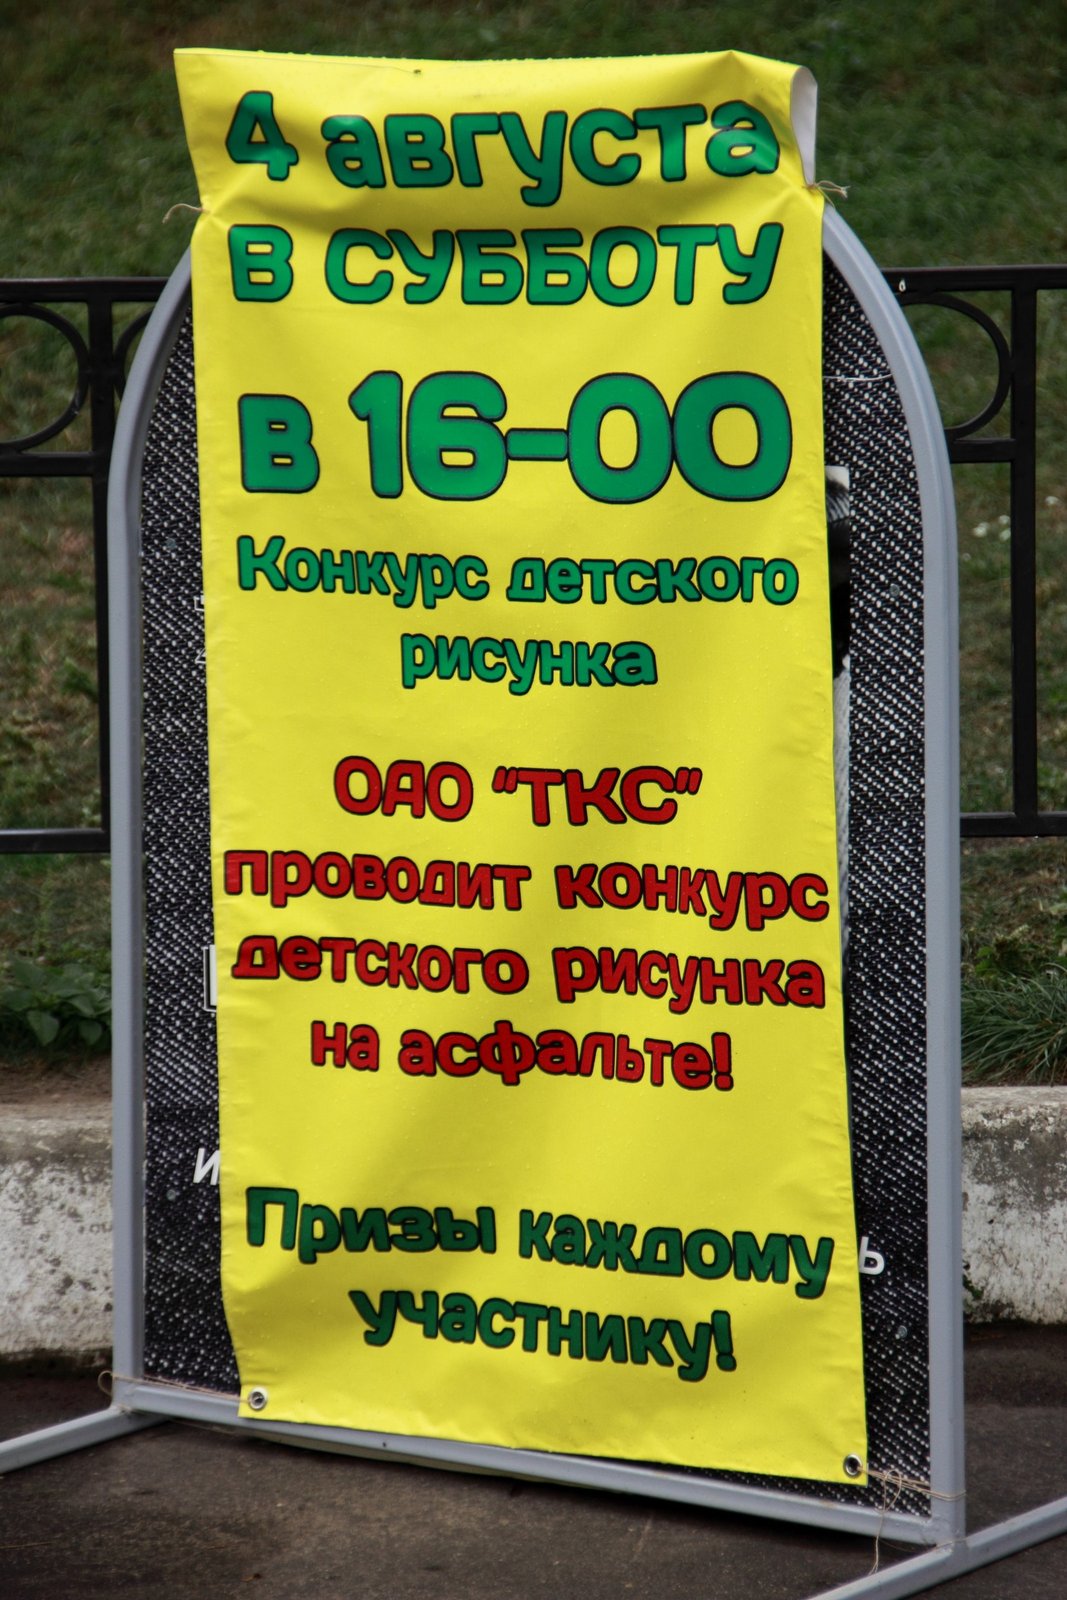 4 августа
в субботу
в 16-00
Конкурс детского
рисунка
ОАО "ТКС"
проводит конкурс
детского рисунка
на асфальте!
Призы каждому
участнику!